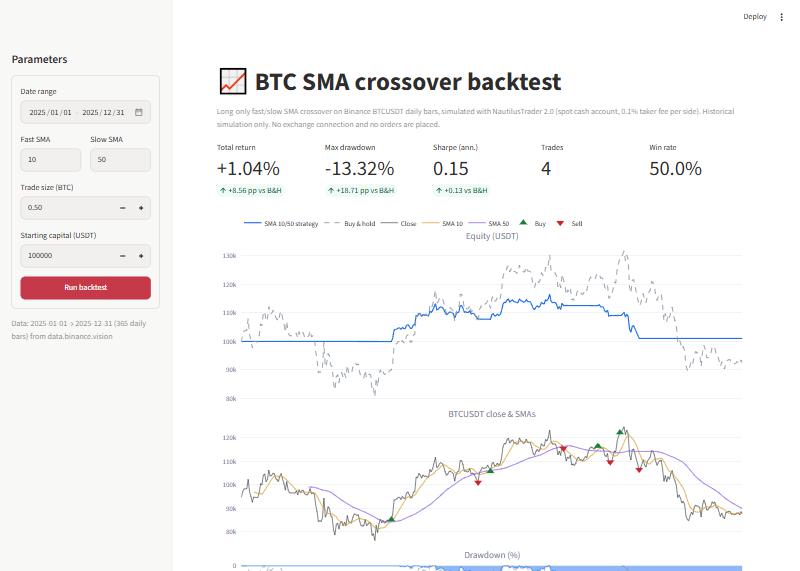 Deploy
Parameters
Date range
2025/01/01 - 2025/12/31
Fast SMA
Slow SMA
10
50
Trade size (BTC)
0.50
Starting capital (USDT)
100000
Run backtest
Data: 2025-01-01 → 2025-12-31 (365 daily
bars) from data.binance.vision
BTC SMA crossover backtest
Long only fast/slow SMA crossover on Binance BTCUSDT daily bars, simulated with NautilusTrader 2.0 (spot cash account, 0.1% taker fee per side). Historical
simulation only. No exchange connection and no orders are placed.
Total return
Max drawdown
Sharpe (ann.)
Trades
Win rate
+1.04%
-13.32%
0.15
4
50.0%
↑ +8.56 pp vs B&H
↑ +18.71 pp vs B&H
↑ +0.13 vs B&H
SMA 10/50 strategy
Buy & hold
Close
SMA 10
SMA 50
Buy
Sell
Equity (USDT)
130k
120k
110k
100k
90k
80k
BTCUSDT close & SMAs
120k
110k
100k
90k
80k
Drawdown (%)
0